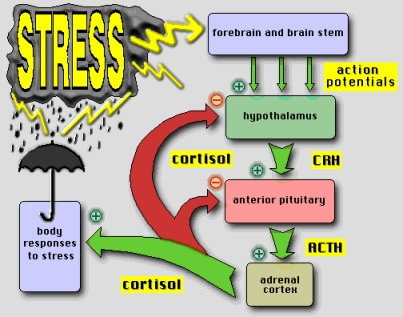 STRESS
forebrain and brain stem
action
potentials
+
−
hypothalamus
cortisol
CRH
−
+
anterior pituitary
+
body
responses
to stress
+
ACTH
cortisol
adrenal
cortex